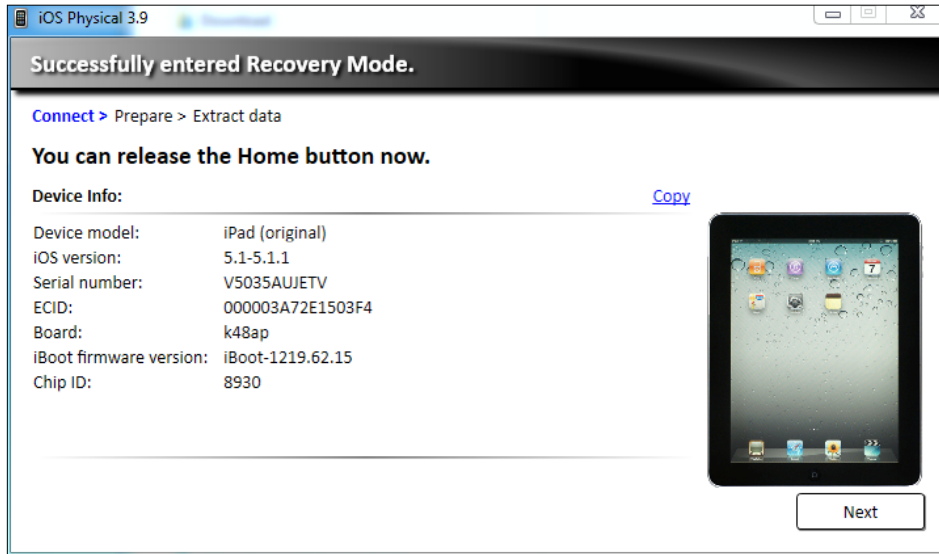 iOS Physical 3.9
Successfully entered Recovery Mode.
Connect > Prepare > Extract data
You can release the Home button now.
Device Info:
Copy
Device model: iPad (original)
iOS version: 5.1-5.1.1
Serial number: V5035AUJETV
ECID: 000003A72E1503F4
Board: k48ap
iBoot firmware version: iBoot-1219.62.15
Chip ID: 8930
7
Next